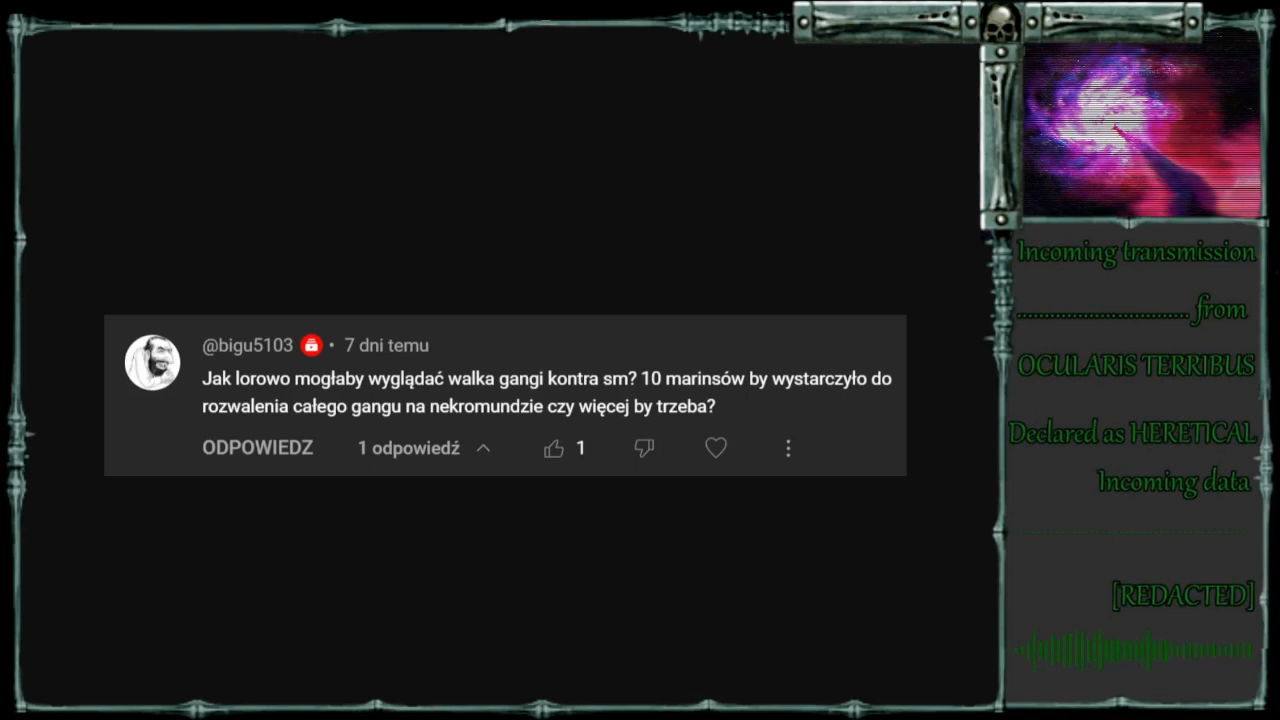 @bigu5103 • 7 dni temu
Jak lorowo mogłaby wyglądać walka gangi kontra sm? 10 marinsów by wystarczyło do
rozwalenia całego gangu na nekromundzie czy więcej by trzeba?
ODPOWIEDZ 1 odpowiedź 1
Incoming transmission
................................ from
OCULARIS TERRIBUS
Declared as HERETICAL
Incoming data
[REDACTED]